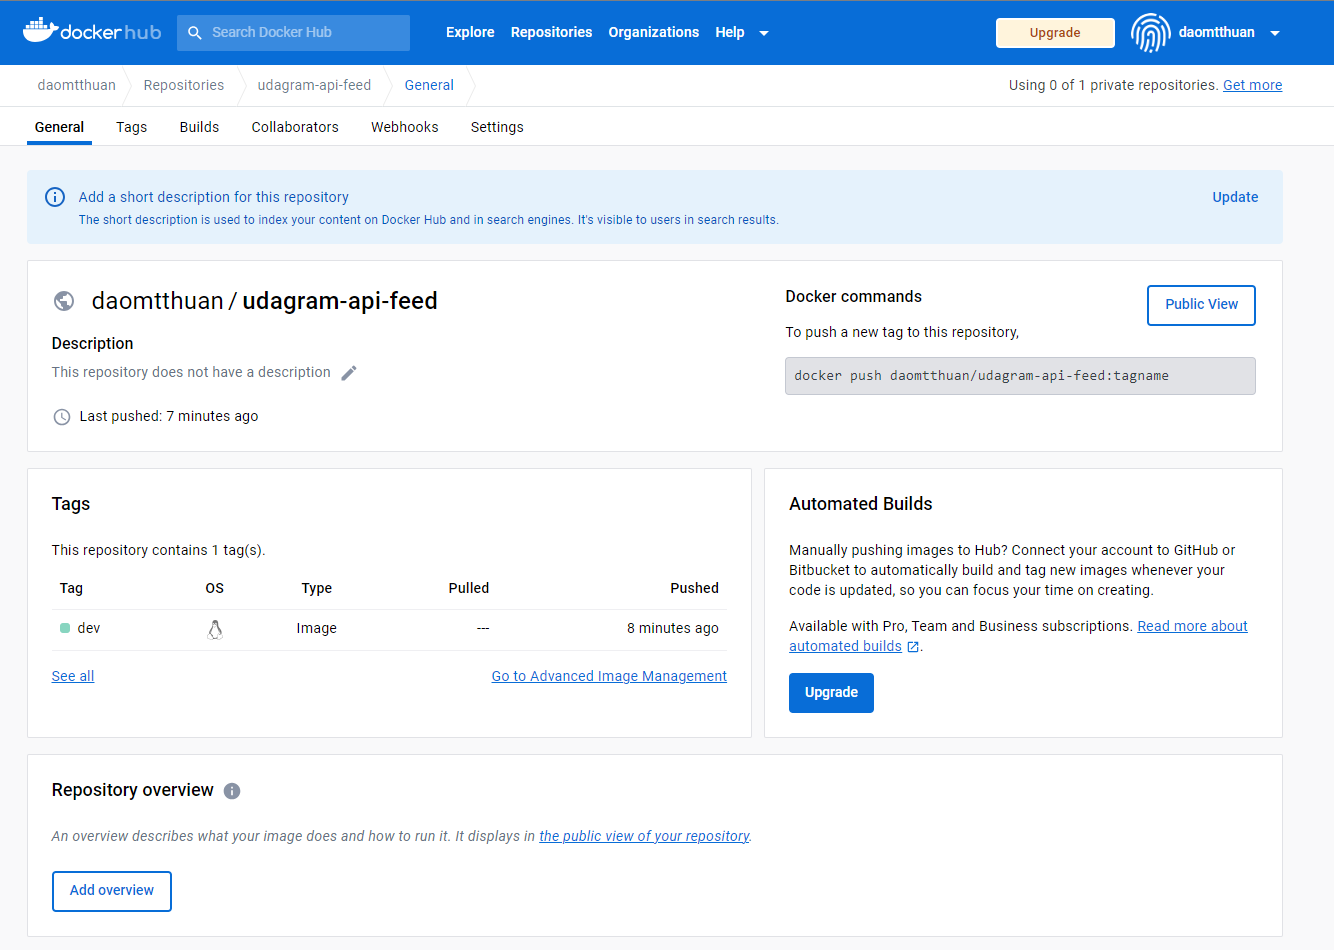 dockerhub
Search Docker Hub
Explore
Repositories
Organizations
Help
Upgrade
daomtthuan
daomtthuan
Repositories
udagram-api-feed
General
Using 0 of 1 private repositories. Get more
General
Tags
Builds
Collaborators
Webhooks
Settings
Add a short description for this repository
Update
The short description is used to index your content on Docker Hub and in search engines. It's visible to users in search results.
daomtthuan / udagram-api-feed
Description
This repository does not have a description
Last pushed: 7 minutes ago
Docker commands
Public View
To push a new tag to this repository,
docker push daomtthuan/udagram-api-feed:tagname
Tags
This repository contains 1 tag(s).
Tag OS Type Pulled Pushed
dev Image --- 8 minutes ago
See all
Go to Advanced Image Management
Automated Builds
Manually pushing images to Hub? Connect your account to GitHub or
Bitbucket to automatically build and tag new images whenever your
code is updated, so you can focus your time on creating.
Available with Pro, Team and Business subscriptions. Read more about
automated builds.
Upgrade
Repository overview
An overview describes what your image does and how to run it. It displays in the public view of your repository.
Add overview